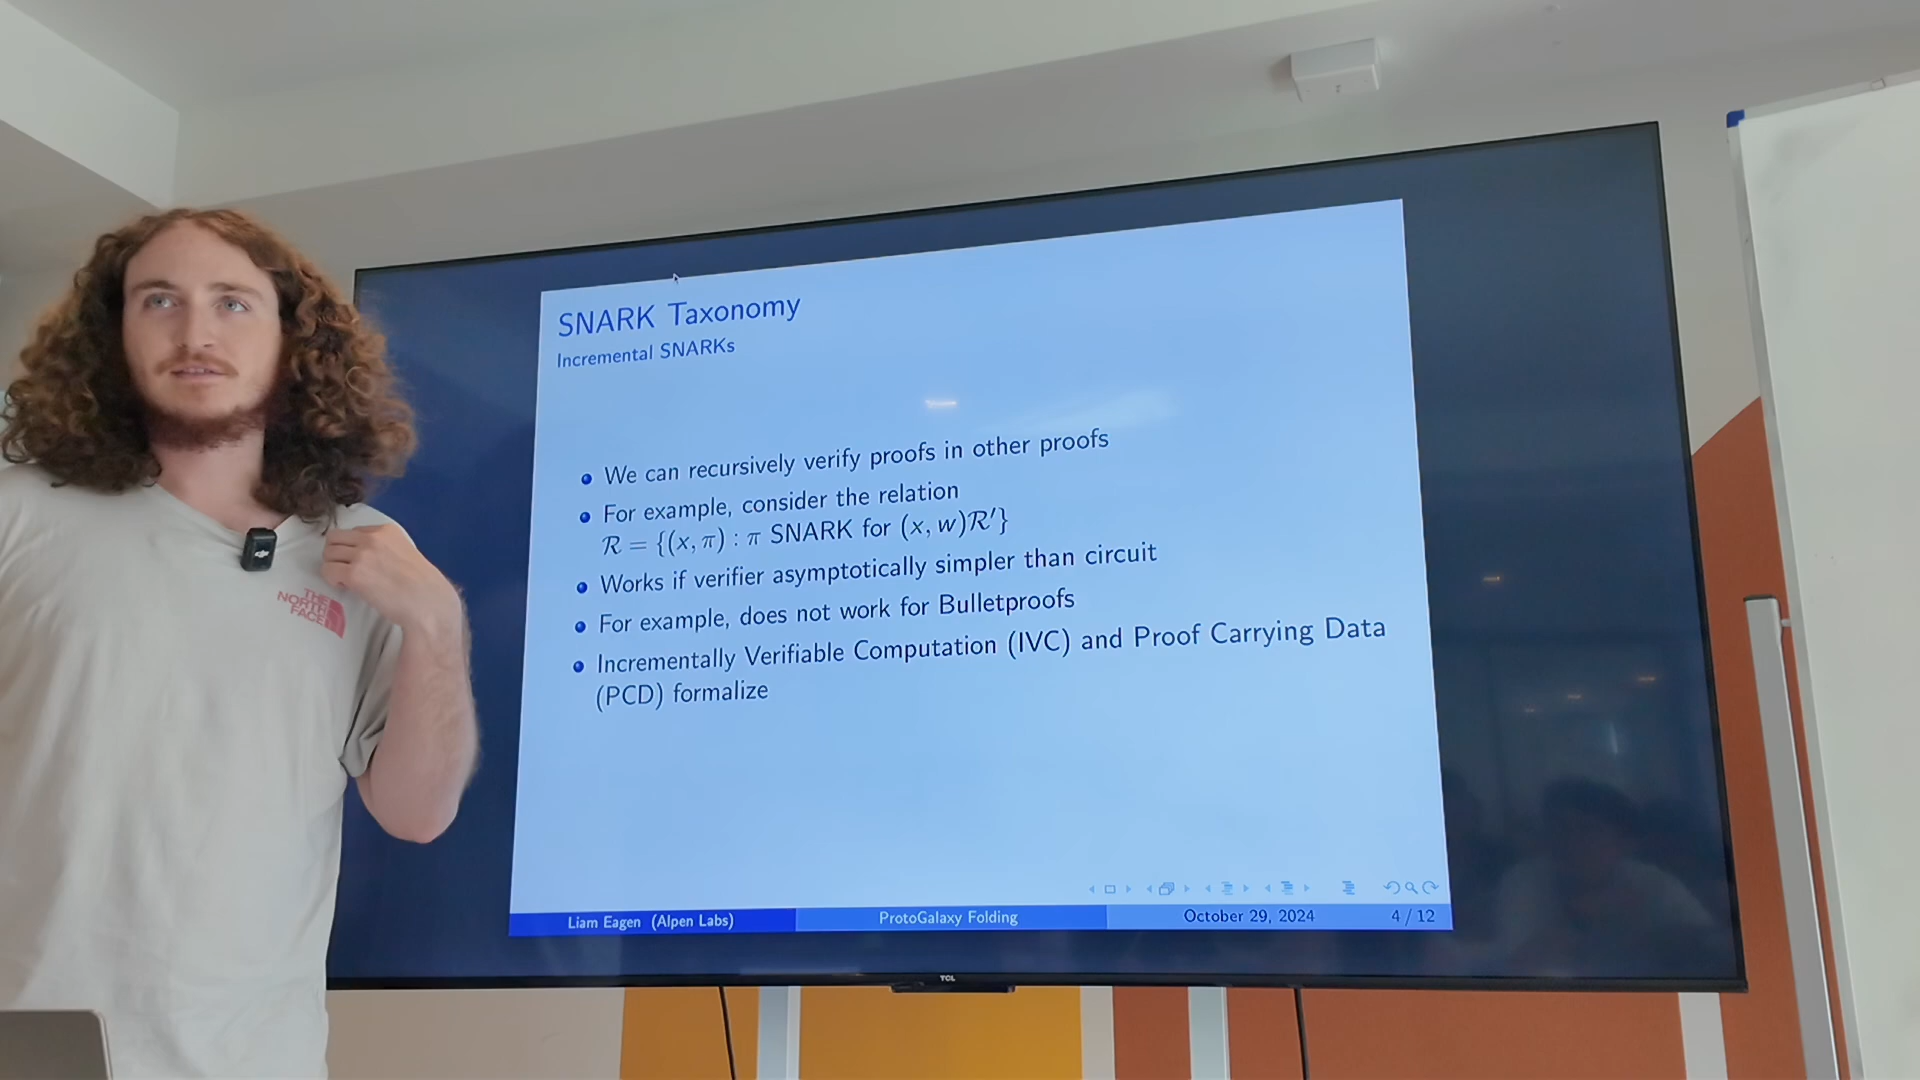 SNARK Taxonomy
Incremental SNARKs
We can recursively verify proofs in other proofs
For example, consider the relation
R = {(x, π) : π SNARK for (x, w)R′}
Works if verifier asymptotically simpler than circuit
For example, does not work for Bulletproofs
Incrementally Verifiable Computation (IVC) and Proof Carrying Data
(PCD) formalize
Liam Eagen (Alpen Labs) ProtoGalaxy Folding October 29, 2024 4 / 12
TCL
THE
NORTH
FACE
dji